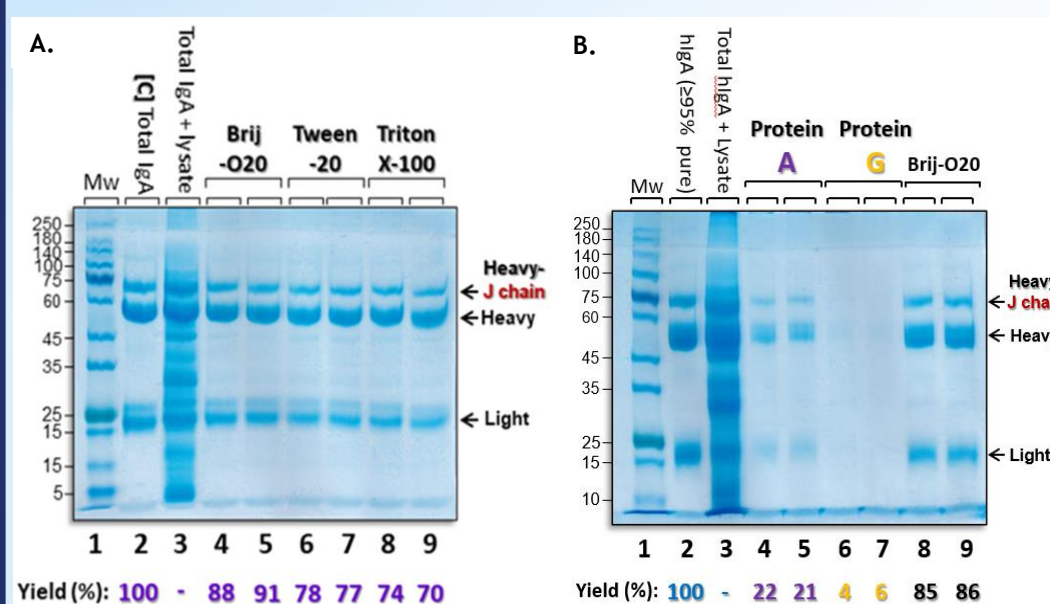 A.
[C] Total IgA
Total IgA + lysate
Brij
-O20
Tween
-20
Triton
X-100
Mw
250
180
140
100
75
60
45
35
25
15
15
5
Heavy-
J chain
Heavy
Light
1 2 3 4 5 6 7 8 9
Yield (%): 100 - 88 91 78 77 74 70
B.
hIgA (≥95% pure)
Total hIgA + Lysate
Protein
A
Protein
G
Brij-O20
Mw
250
180
140
100
75
60
45
35
25
15
10
Heavy
J cha
Heav
Light
1 2 3 4 5 6 7 8 9
Yield (%): 100 - 22 21 4 6 85 86